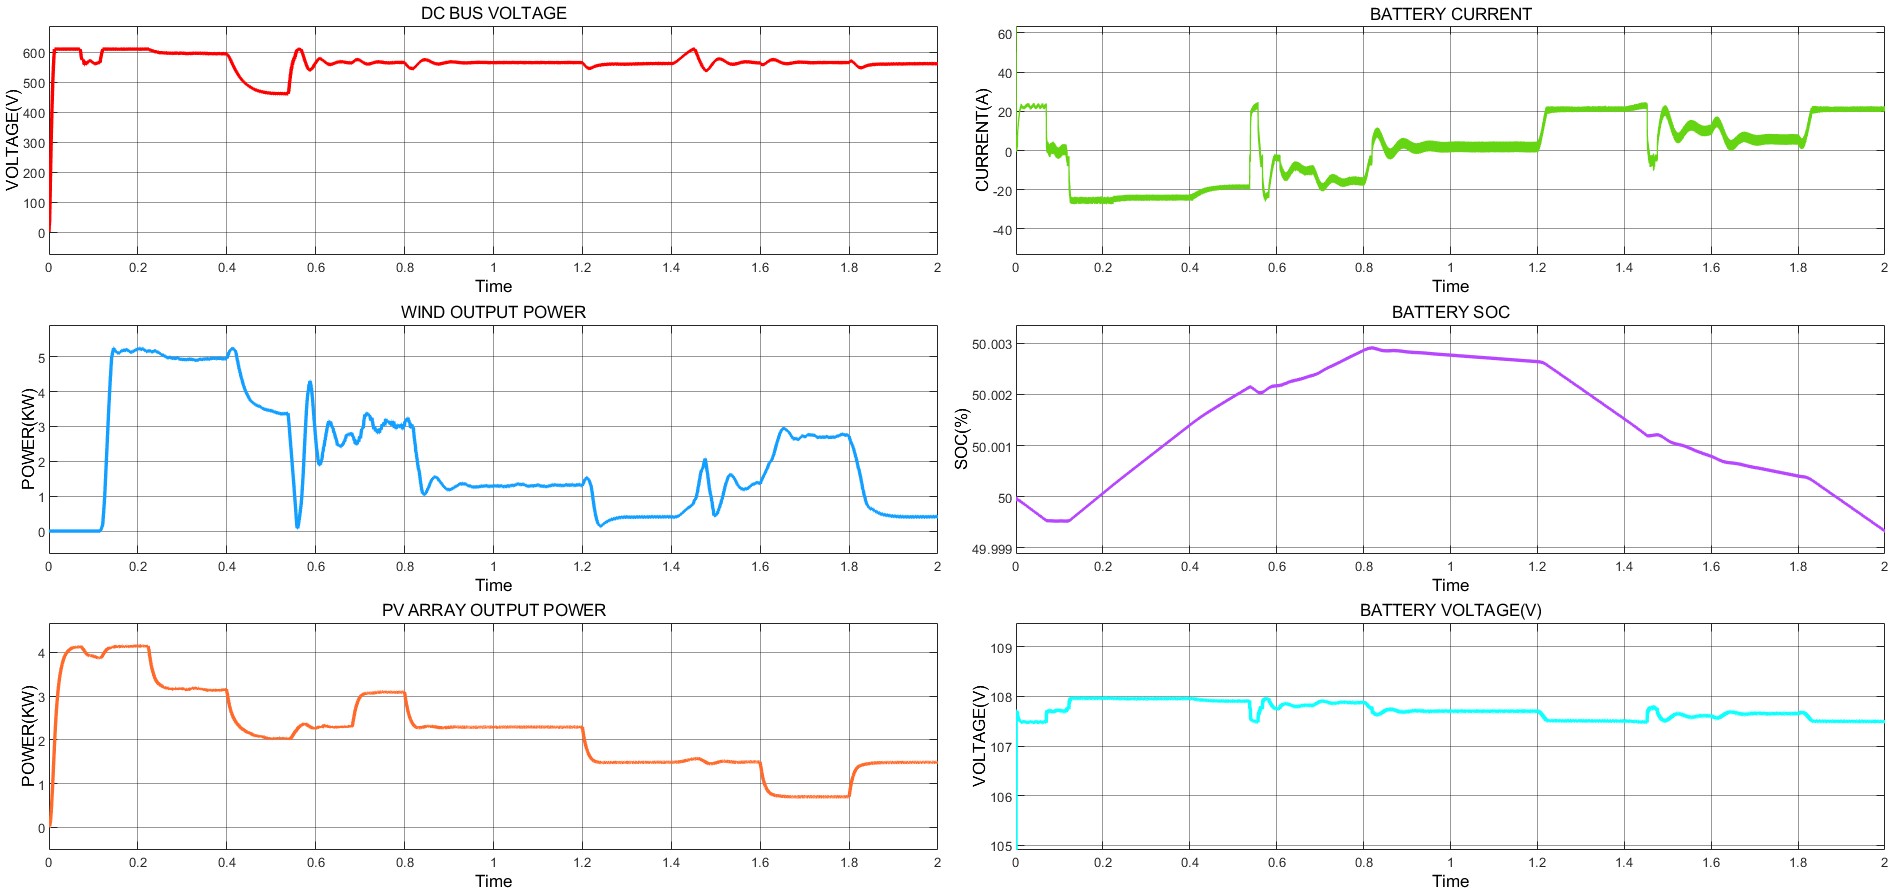 DC BUS VOLTAGE
VOLTAGE(V)
600
500
400
300
200
100
0
0 0.2 0.4 0.6 0.8 1 1.2 1.4 1.6 1.8 2
Time
BATTERY CURRENT
CURRENT(A)
60
40
20
0
-20
-40
0 0.2 0.4 0.6 0.8 1 1.2 1.4 1.6 1.8 2
Time
WIND OUTPUT POWER
POWER(KW)
5
4
3
2
1
0
0 0.2 0.4 0.6 0.8 1 1.2 1.4 1.6 1.8 2
Time
BATTERY SOC
SOC(%)
50.003
50.002
50.001
50
49.999
0 0.2 0.4 0.6 0.8 1 1.2 1.4 1.6 1.8 2
Time
PV ARRAY OUTPUT POWER
POWER(KW)
4
3
2
1
0
0 0.2 0.4 0.6 0.8 1 1.2 1.4 1.6 1.8 2
Time
BATTERY VOLTAGE(V)
VOLTAGE(V)
109
108
107
106
105
0 0.2 0.4 0.6 0.8 1 1.2 1.4 1.6 1.8 2
Time